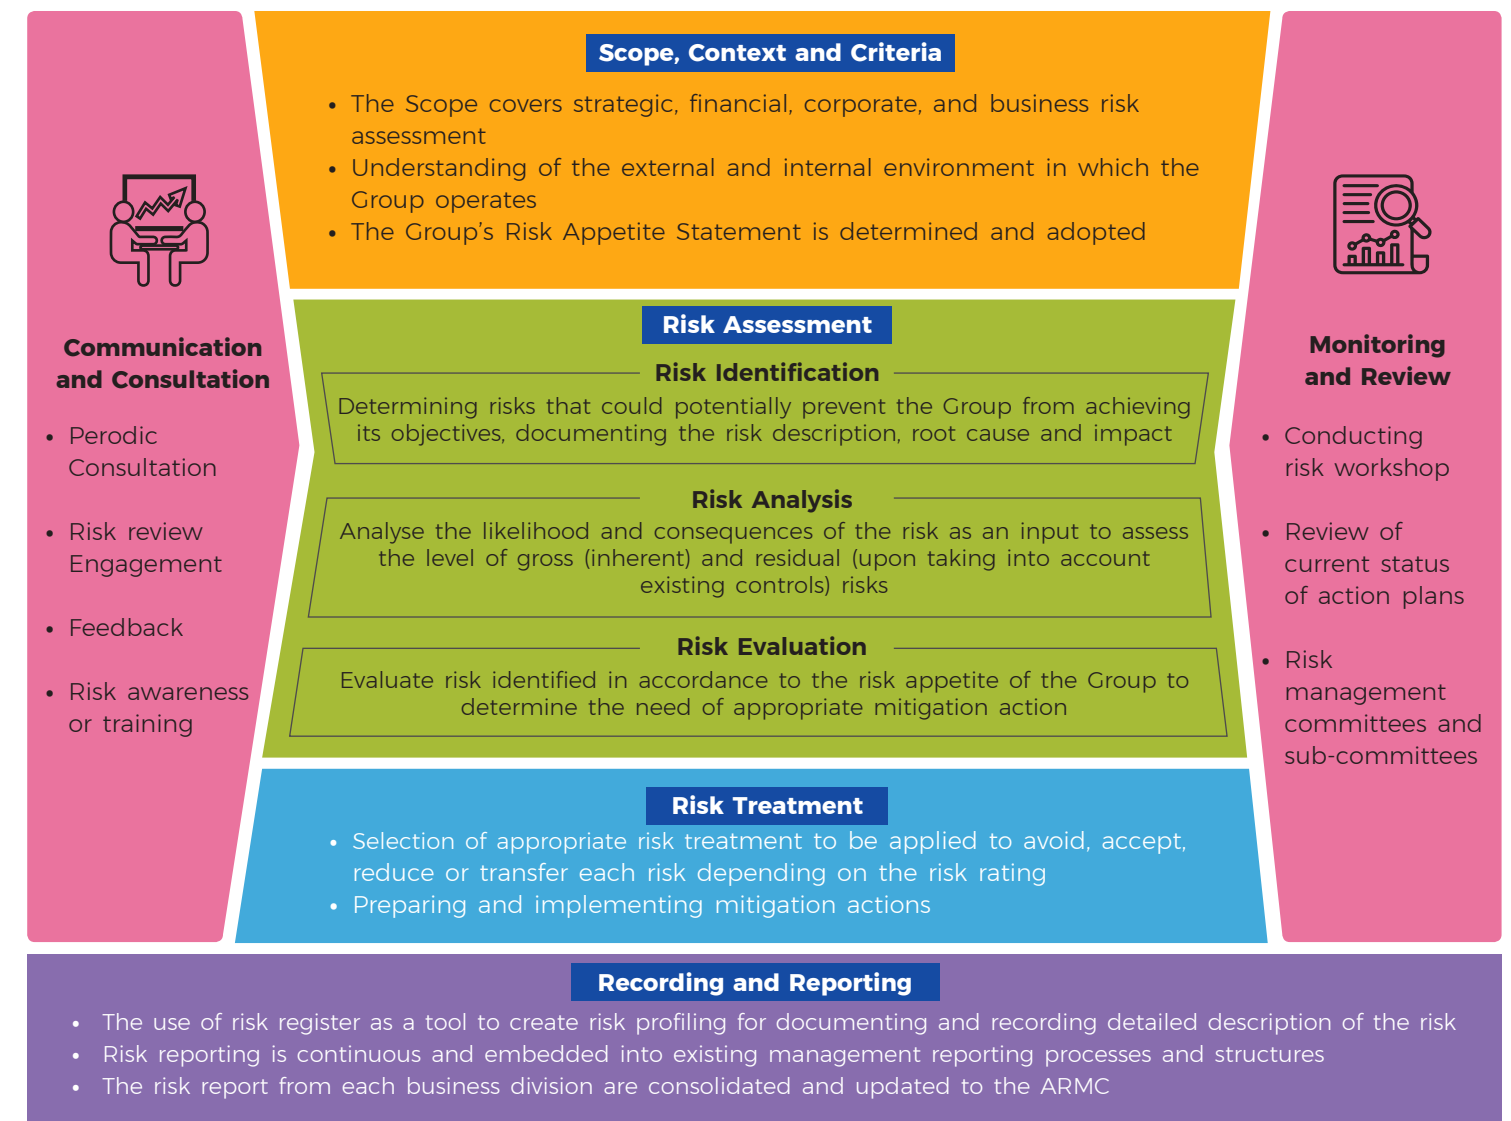 Scope, Context and Criteria
• The Scope covers strategic, financial, corporate, and business risk
assessment
• Understanding of the external and internal environment in which the
Group operates
• The Group’s Risk Appetite Statement is determined and adopted
Communication
and Consultation
• Perodic
Consultation
• Risk review
Engagement
• Feedback
• Risk awareness
or training
Risk Assessment
Risk Identification
Determining risks that could potentially prevent the Group from achieving
its objectives, documenting the risk description, root cause and impact
Risk Analysis
Analyse the likelihood and consequences of the risk as an input to assess
the level of gross (inherent) and residual (upon taking into account
existing controls) risks
Risk Evaluation
Evaluate risk identified in accordance to the risk appetite of the Group to
determine the need of appropriate mitigation action
Monitoring
and Review
• Conducting
risk workshop
• Review of
current status
of action plans
• Risk
management
committees and
sub-committees
Risk Treatment
• Selection of appropriate risk treatment to be applied to avoid, accept,
reduce or transfer each risk depending on the risk rating
• Preparing and implementing mitigation actions
Recording and Reporting
• The use of risk register as a tool to create risk profiling for documenting and recording detailed description of the risk
• Risk reporting is continuous and embedded into existing management reporting processes and structures
• The risk report from each business division are consolidated and updated to the ARMC